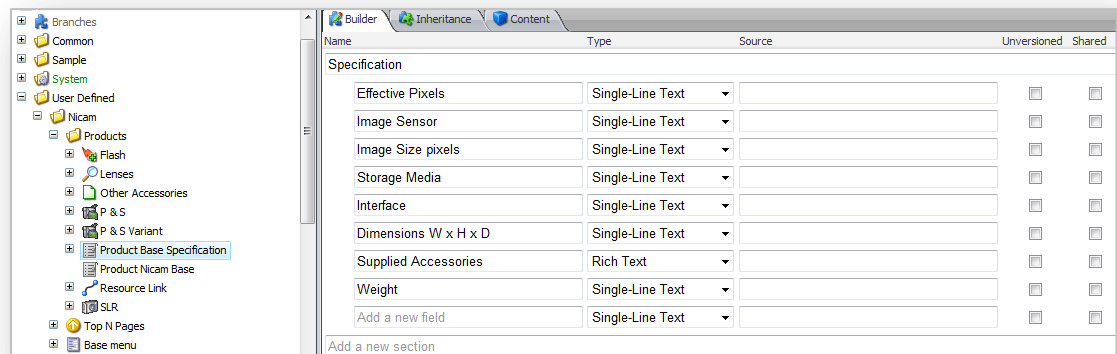 Branches
Common
Sample
System
User Defined
Nicam
Products
Flash
Lenses
Other Accessories
P & S
P & S Variant
Product Base Specification
Product Nicam Base
Resource Link
SLR
Top N Pages
Base menu
Builder Inheritance Content
Name Type Source Unversioned Shared
Specification
Effective Pixels Single-Line Text
Image Sensor Single-Line Text
Image Size pixels Single-Line Text
Storage Media Single-Line Text
Interface Single-Line Text
Dimensions W x H x D Single-Line Text
Supplied Accessories Rich Text
Weight Single-Line Text
Add a new field Single-Line Text
Add a new section